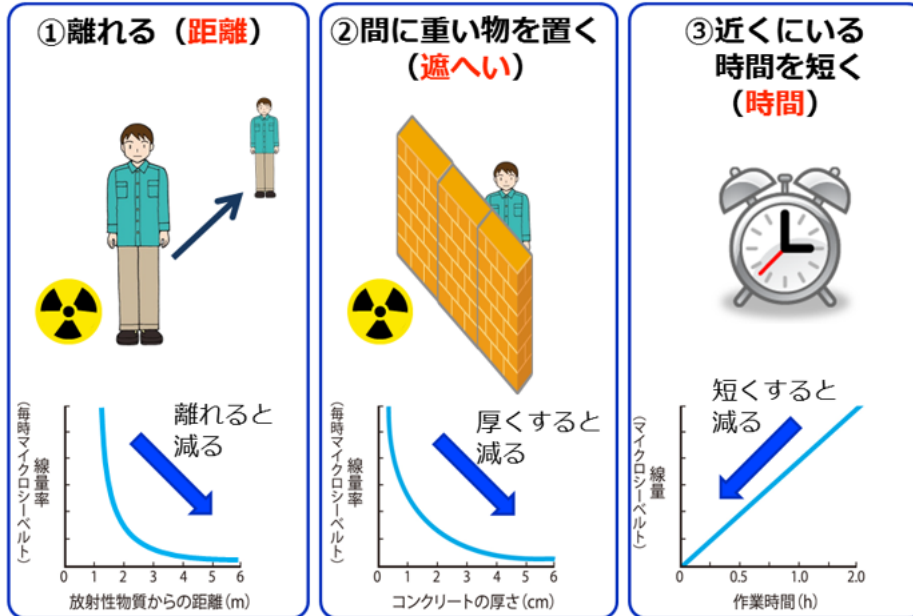 ①離れる（距離）
離れると
減る
線量率
（毎時マイクロシーベルト）
0 1 2 3 4 5 6
放射性物質からの距離(m)
②間に重い物を置く
（遮へい）
厚くすると
減る
線量率
（毎時マイクロシーベルト）
0 1 2 3 4 5 6
コンクリートの厚さ(cm)
③近くにいる
時間を短く
（時間）
短くすると
減る
線量
（マイクロシーベルト）
0 0.5 1.0 2.0
作業時間(h)